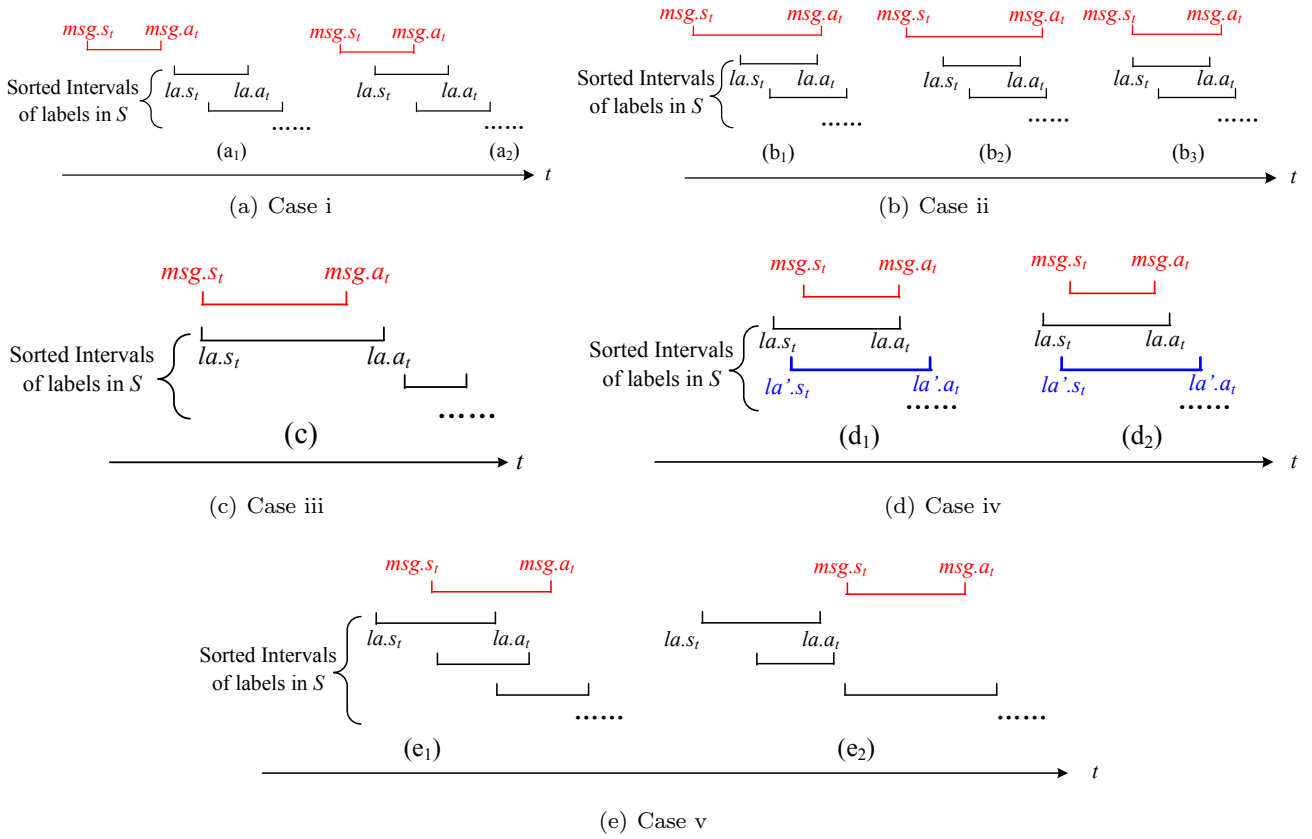 msg.sₜ msg.aₜ msg.sₜ msg.aₜ
Sorted Intervals of labels in S
la.sₜ la.aₜ la.sₜ la.aₜ
...... ......
(a₁) (a₂)
t
(a) Case i
msg.sₜ msg.aₜ msg.sₜ msg.aₜ msg.sₜ msg.aₜ
Sorted Intervals
of labels in S
la.sₜ la.aₜ la.sₜ la.aₜ la.sₜ la.aₜ
...... ...... ......
(b₁) (b₂) (b₃)
t
(b) Case ii
msg.sₜ msg.aₜ
Sorted Intervals
of labels in S
la.sₜ la.aₜ
......
(c)
t
(c) Case iii
msg.sₜ msg.aₜ msg.sₜ msg.aₜ
Sorted Intervals
of labels in S
la.sₜ la.aₜ la.sₜ la.aₜ
la’.sₜ la’.aₜ la’.sₜ la’.aₜ
...... ......
(d₁) (d₂)
t
(d) Case iv
msg.sₜ msg.aₜ msg.sₜ msg.aₜ
Sorted Intervals
of labels in S
la.sₜ la.aₜ la.sₜ la.aₜ
...... ......
(e₁) (e₂)
t
(e) Case v